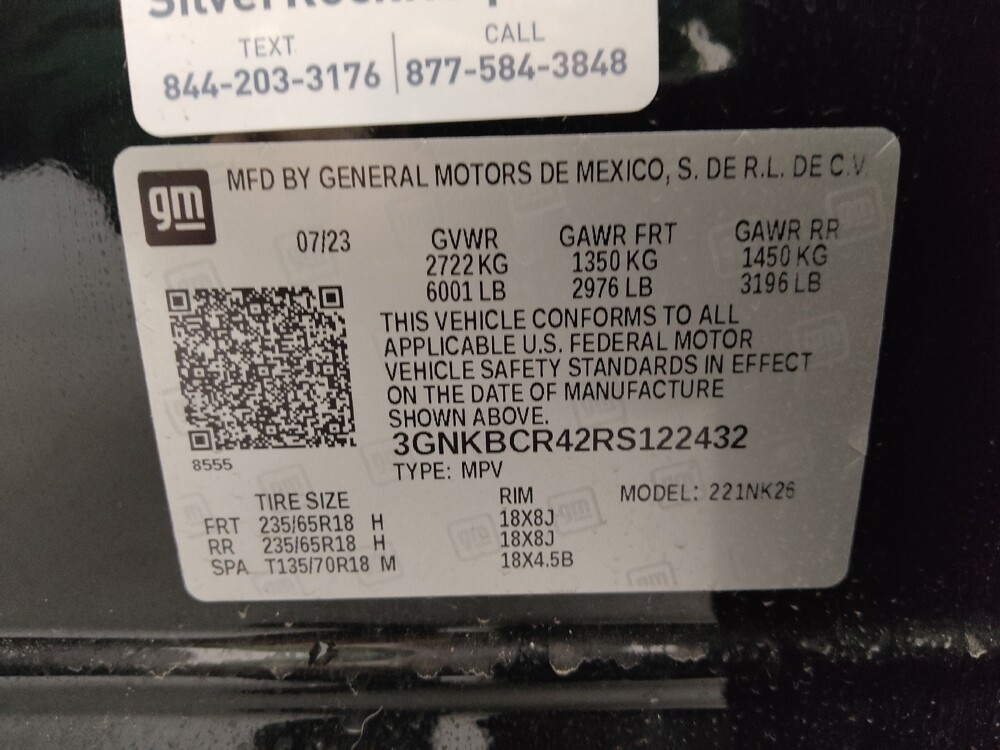 TEXT
844-203-3176
CALL
877-584-3848
gm
MFD BY GENERAL MOTORS DE MEXICO, S. DE R.L. DE C.V.
07/23
GVWR
2722 KG
6001 LB
GAWR FRT
1350 KG
2976 LB
GAWR RR
1450 KG
3196 LB
THIS VEHICLE CONFORMS TO ALL
APPLICABLE U.S. FEDERAL MOTOR
VEHICLE SAFETY STANDARDS IN EFFECT
ON THE DATE OF MANUFACTURE
SHOWN ABOVE.
3GNKBCR42RS122432
TYPE: MPV
8555
TIRE SIZE RIM MODEL: 221NK26
FRT 235/65R18 H 18X8J
RR 235/65R18 H 18X8J
SPA T135/70R18 M 18X4.5B